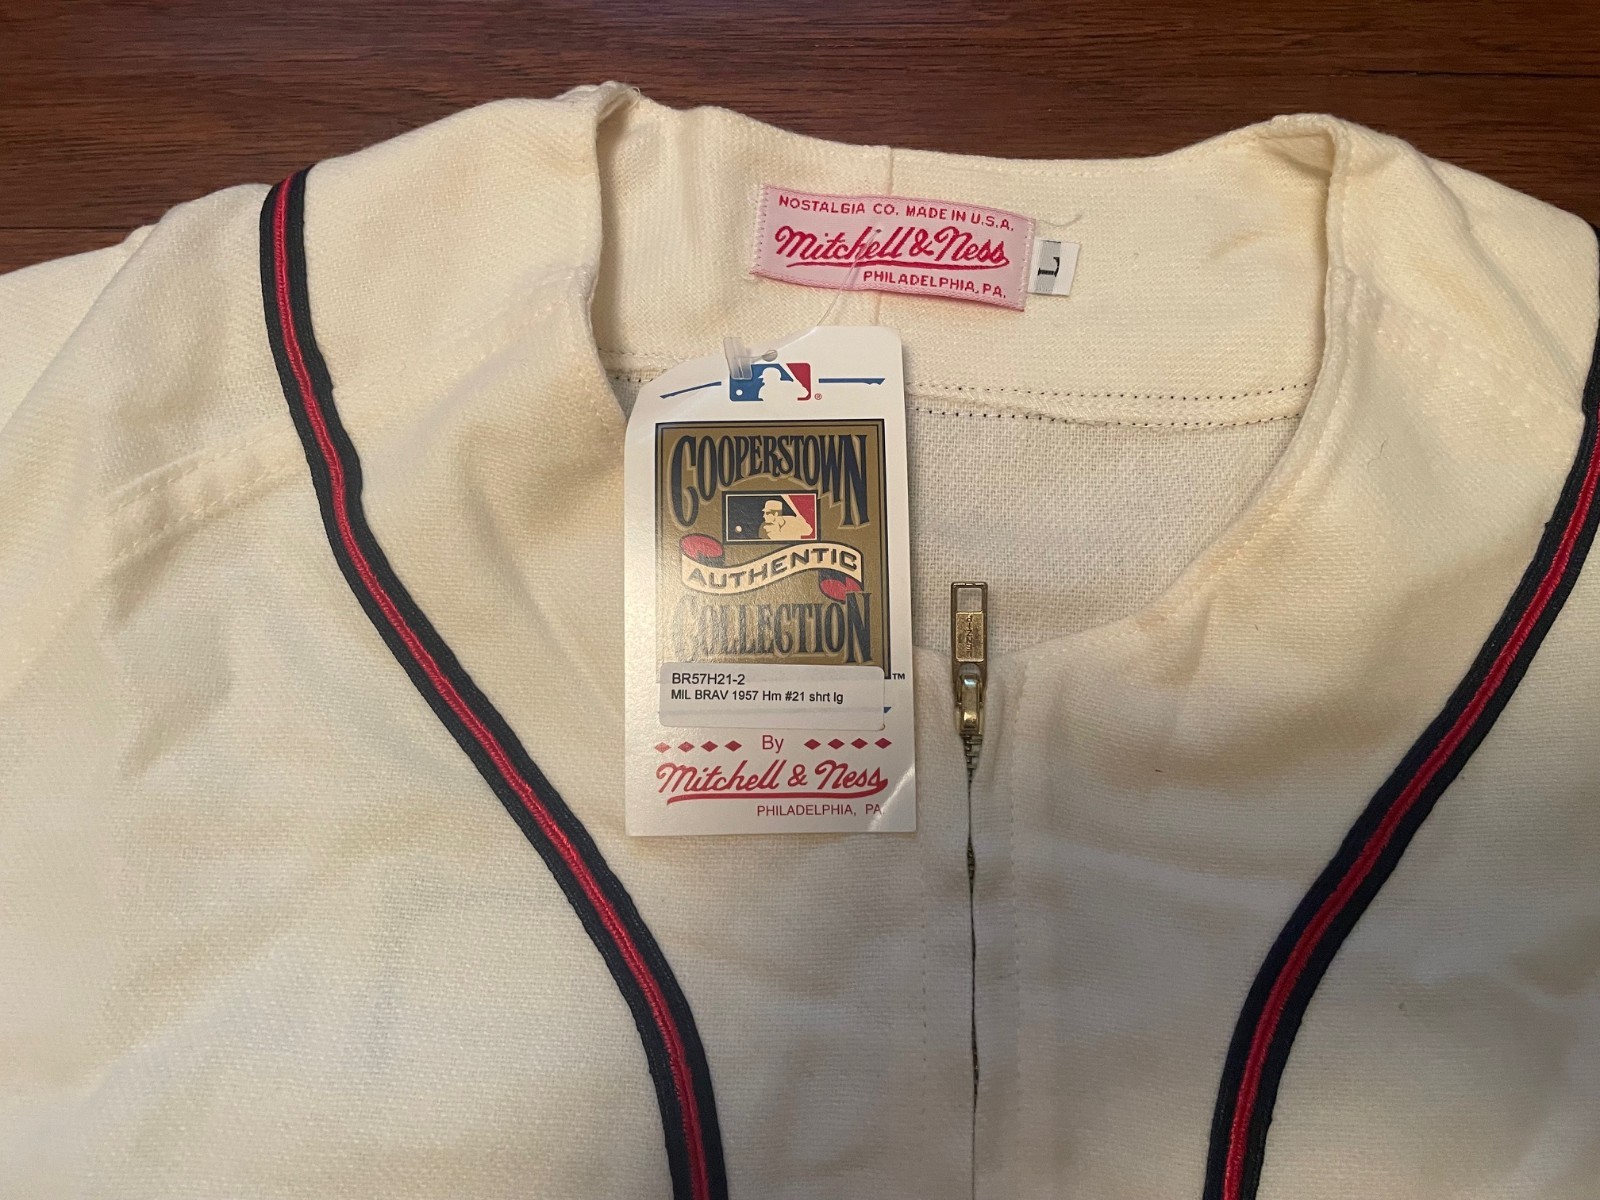 NOSTALGIA CO. MADE IN U.S.A.
Mitchell & Ness
PHILADELPHIA, PA.
L
®
COOPERSTOWN
AUTHENTIC
COLLECTION
TM
BR57H21-2
MIL BRAV 1957 Hm #21 shrt lg
By
Mitchell & Ness
PHILADELPHIA, PA